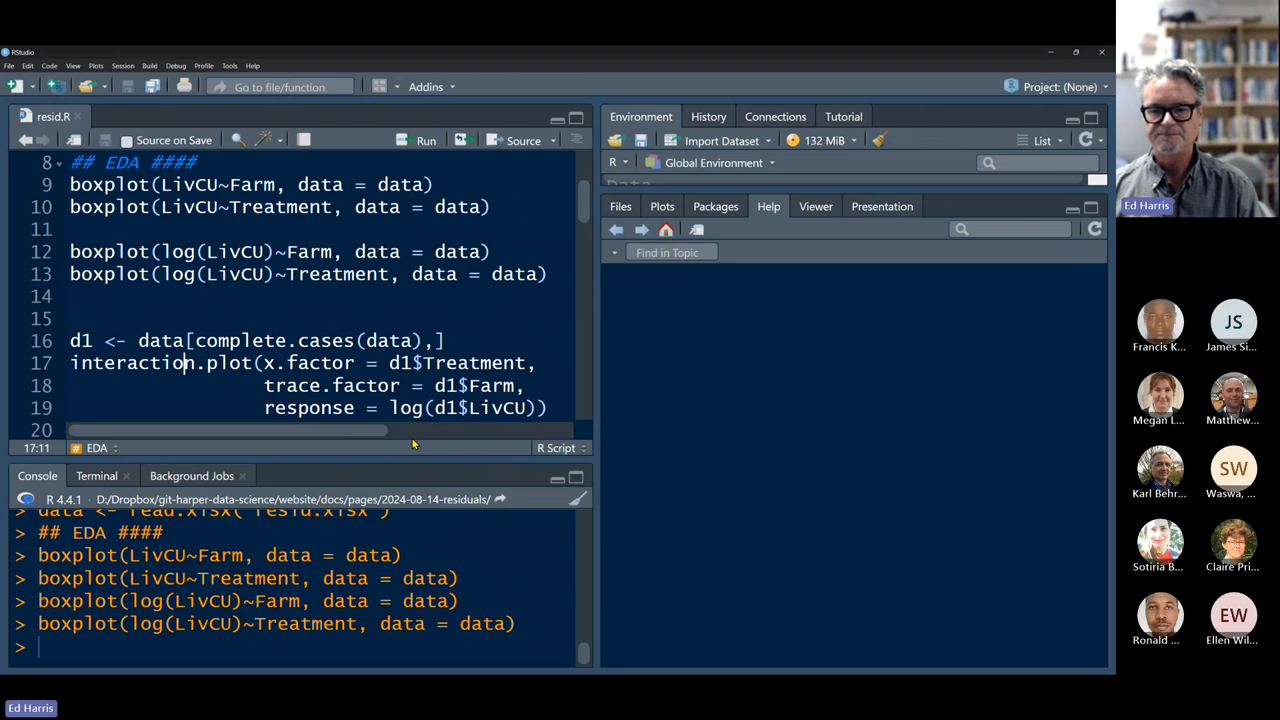 RStudio
File Edit Code View Plots Session Build Debug Profile Tools Help
Go to file/function Addins Project: (None)
resid.R
Source on Save Run Source
8 ## EDA ####
9 boxplot(LivCU~Farm, data = data)
10 boxplot(LivCU~Treatment, data = data)
11
12 boxplot(log(LivCU)~Farm, data = data)
13 boxplot(log(LivCU)~Treatment, data = data)
14
15
16 d1 <- data[complete.cases(data),]
17 interaction.plot(x.factor = d1$Treatment,
18 trace.factor = d1$Farm,
19 response = log(d1$LivCU))
20
17:11 # EDA R Script
Console Terminal Background Jobs
R 4.4.1 · D:/Dropbox/git-harper-data-science/website/docs/pages/2024-08-14-residuals/
> data <- read.xlsx("resid.xlsx")
> ## EDA ####
> boxplot(LivCU~Farm, data = data)
> boxplot(LivCU~Treatment, data = data)
> boxplot(log(LivCU)~Farm, data = data)
> boxplot(log(LivCU)~Treatment, data = data)
>
Environment History Connections Tutorial
Import Dataset 132 MiB List
R Global Environment
Data
Files Plots Packages Help Viewer Presentation
Find in Topic
Ed Harris
Francis K...
JS
James Si...
Megan L...
Matthew...
Karl Behr...
SW
Waswa, ...
Sotiria B...
Claire Pri...
Ronald ...
EW
Ellen Wil...
Ed Harris